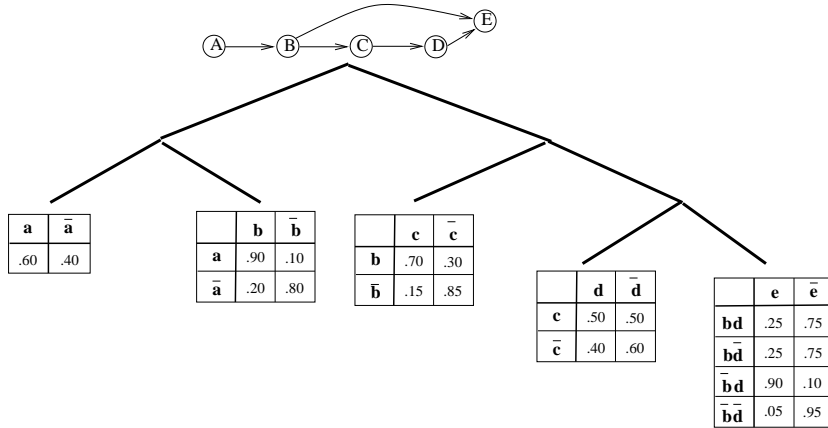 E
A B C D
a a̅
.60 .40
b b̅
a .90 .10
a̅ .20 .80
c c̅
b .70 .30
b̅ .15 .85
d d̅
c .50 .50
c̅ .40 .60
e e̅
bd .25 .75
bd̅ .25 .75
b̅d .90 .10
b̅d̅ .05 .95